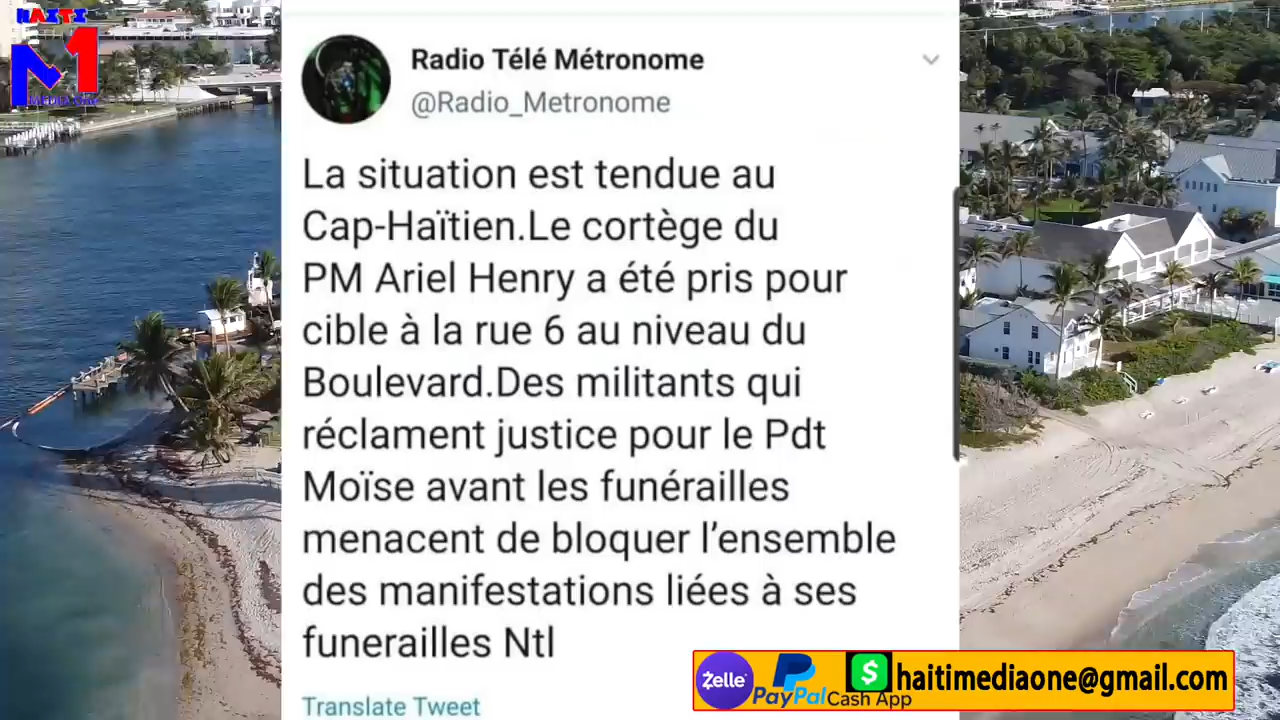 HAITI
M1
MEDIA ONE
Radio Télé Métronome
@Radio_Metronome
La situation est tendue au
Cap-Haïtien.Le cortège du
PM Ariel Henry a été pris pour
cible à la rue 6 au niveau du
Boulevard.Des militants qui
réclament justice pour le Pdt
Moïse avant les funérailles
menacent de bloquer l’ensemble
des manifestations liées à ses
funerailles Ntl
Translate Tweet
Zelle
PayPal
$
Cash App
haitimediaone@gmail.com